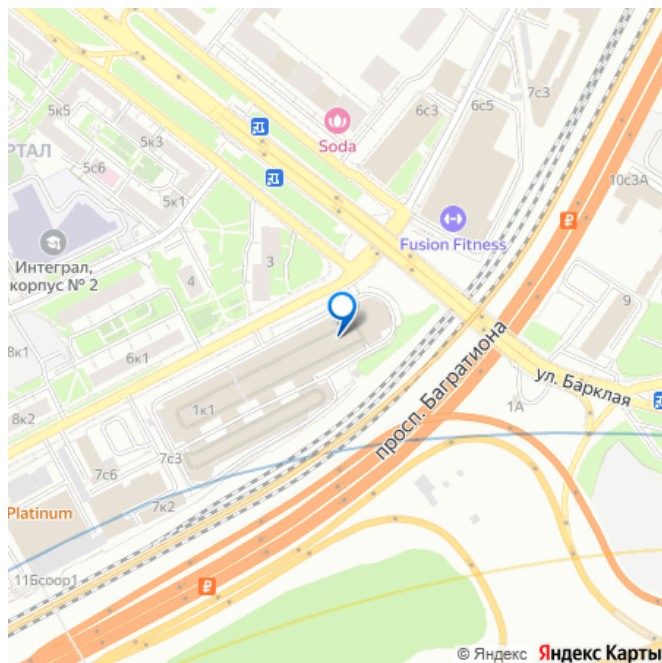 7с3
5к5
6с3
6с5
Soda
5к3
РТАЛ
5с6
10с3А
5к1
Fusion Fitness
Интеграл,
корпус № 2
3
4
9
8к1
6к1
просп. Багратиона
ул. Барклая
1А
1к1
8к2
7с3
7с6
7к2
Platinum
11Бсоор1
© Яндекс Яндекс Карты